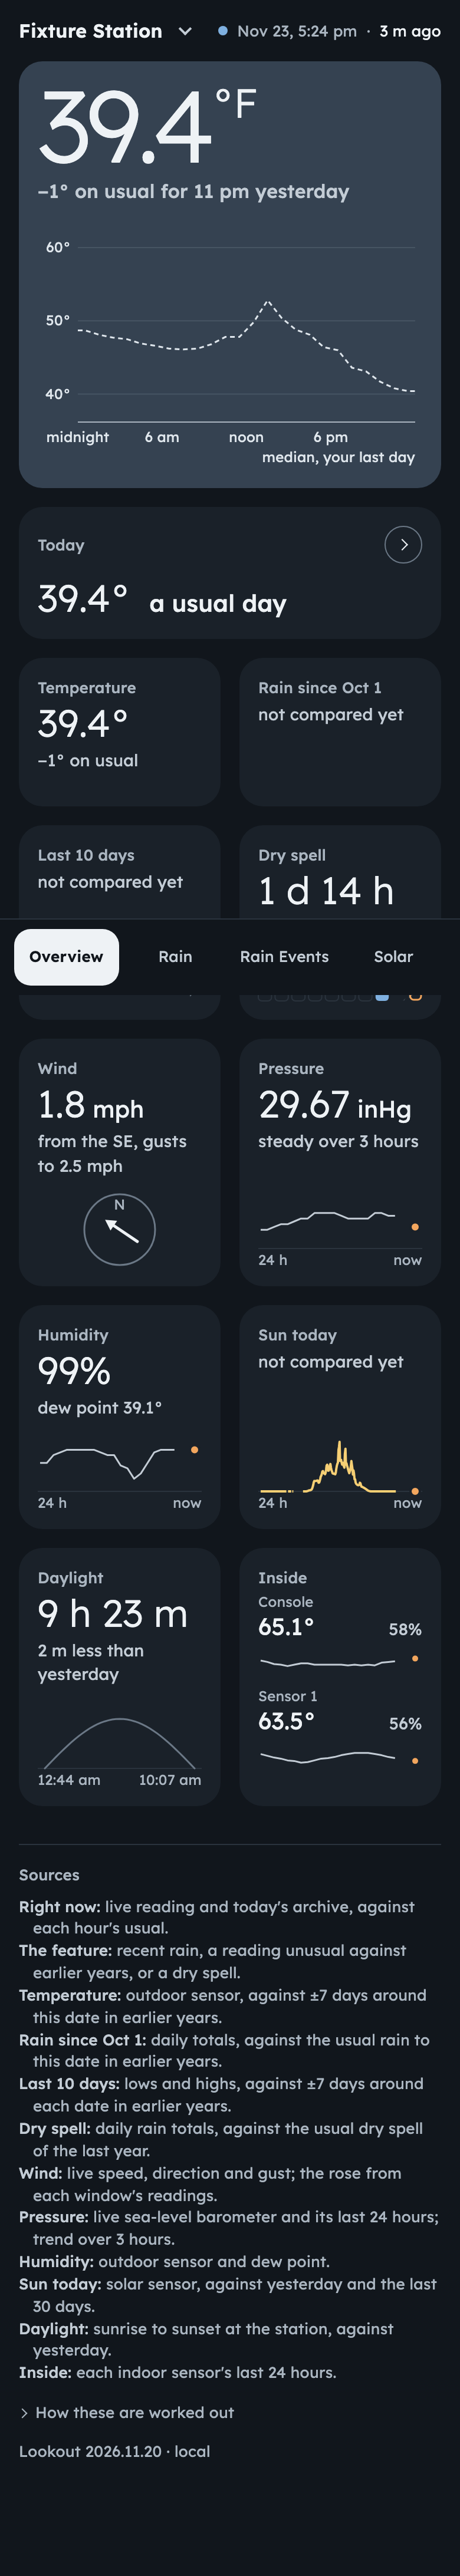 Fixture Station
Nov 23, 5:24 pm · 3 m ago
39.4°F
−1° on usual for 11 pm yesterday
60°
50°
40°
midnight 6 am noon 6 pm
median, your last day
Today
39.4° a usual day
Temperature
39.4°
−1° on usual
Rain since Oct 1
not compared yet
Last 10 days
not compared yet
Dry spell
1 d 14 h
Overview Rain Rain Events Solar
Wind
1.8 mph
from the SE, gusts
to 2.5 mph
N
Pressure
29.67 inHg
steady over 3 hours
24 h now
Humidity
99%
dew point 39.1°
24 h now
Sun today
not compared yet
24 h now
Daylight
9 h 23 m
2 m less than
yesterday
12:44 am 10:07 am
Inside
Console
65.1° 58%
Sensor 1
63.5° 56%
Sources
Right now: live reading and today's archive, against
each hour's usual.
The feature: recent rain, a reading unusual against
earlier years, or a dry spell.
Temperature: outdoor sensor, against ±7 days around
this date in earlier years.
Rain since Oct 1: daily totals, against the usual rain to
this date in earlier years.
Last 10 days: lows and highs, against ±7 days around
each date in earlier years.
Dry spell: daily rain totals, against the usual dry spell
of the last year.
Wind: live speed, direction and gust; the rose from
each window's readings.
Pressure: live sea-level barometer and its last 24 hours;
trend over 3 hours.
Humidity: outdoor sensor and dew point.
Sun today: solar sensor, against yesterday and the last
30 days.
Daylight: sunrise to sunset at the station, against
yesterday.
Inside: each indoor sensor's last 24 hours.
How these are worked out
Lookout 2026.11.20 · local